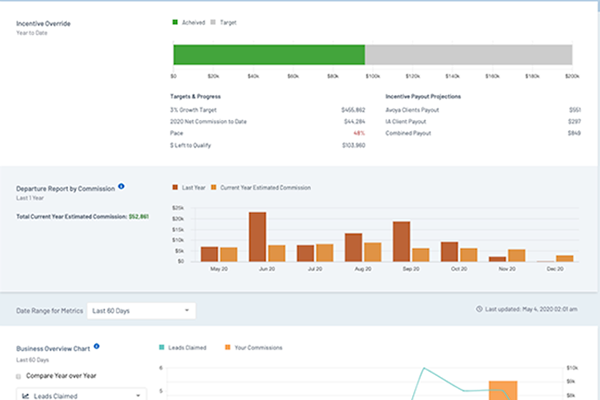 Incentive Override
Year to Date
Acheived Target
$0 $20k $40k $60k $80k $100k $120k $140k $160k $180k $200k
Targets & Progress
3% Growth Target $455,862
2020 Net Commission to Date $44,284
Pace 48%
$ Left to Qualify $103,960
Incentive Payout Projections
Avoya Clients Payout $551
IA Client Payout $297
Combined Payout $849
Departure Report by Commission
Last 1 Year
Total Current Year Estimated Commission: $52,861
Last Year Current Year Estimated Commission
$25k
$20k
$15k
$10k
$5k
$0
May 20 Jun 20 Jul 20 Aug 20 Sep 20 Oct 20 Nov 20 Dec 20
Date Range for Metrics Last 60 Days
Last updated: May 4, 2020 02:01 am
Business Overview Chart
Last 60 Days
Compare Year over Year
Leads Claimed
Leads Claimed Your Commissions
6
5
$10k
$9k
$8k